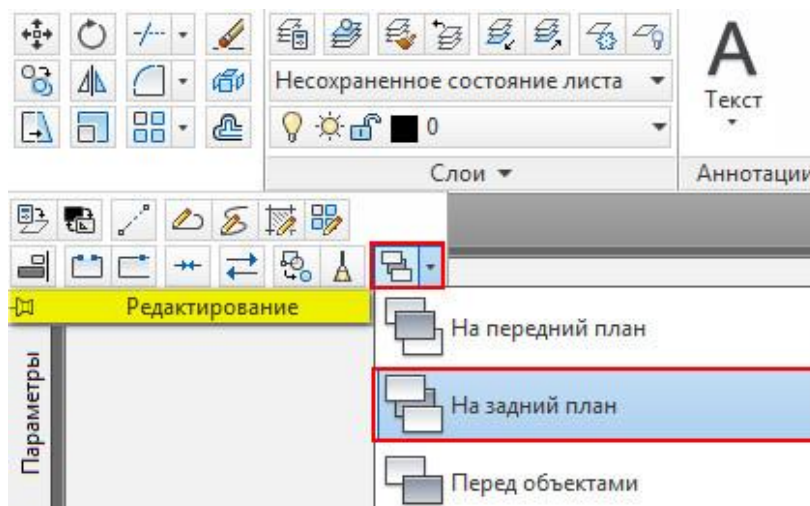 Несохраненное состояние листа
0
Слои
А
Текст
Аннотации
Редактирование
Параметры
На передний план
На задний план
Перед объектами